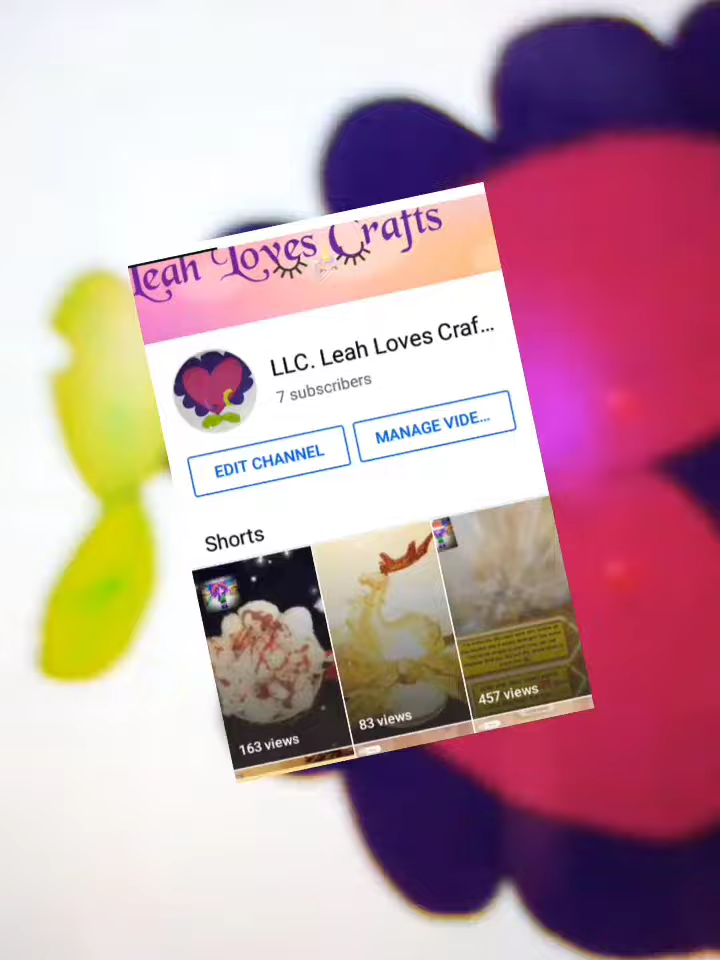 Leah Loves Crafts
LLC. Leah Loves Craf...
7 subscribers
EDIT CHANNEL
MANAGE VIDE...
Shorts
163 views
83 views
457 views